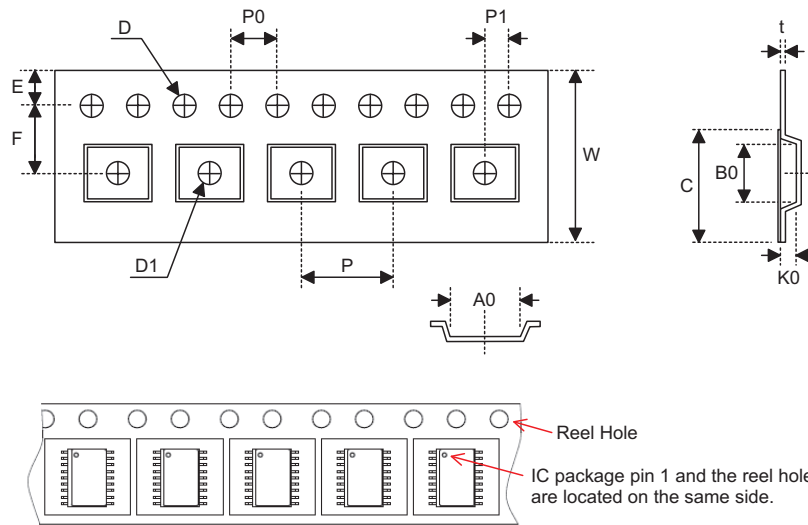 D
P0
P1
t
E
F
W
C
B0
D1
P
K0
A0
Reel Hole
IC package pin 1 and the reel hole
are located on the same side.